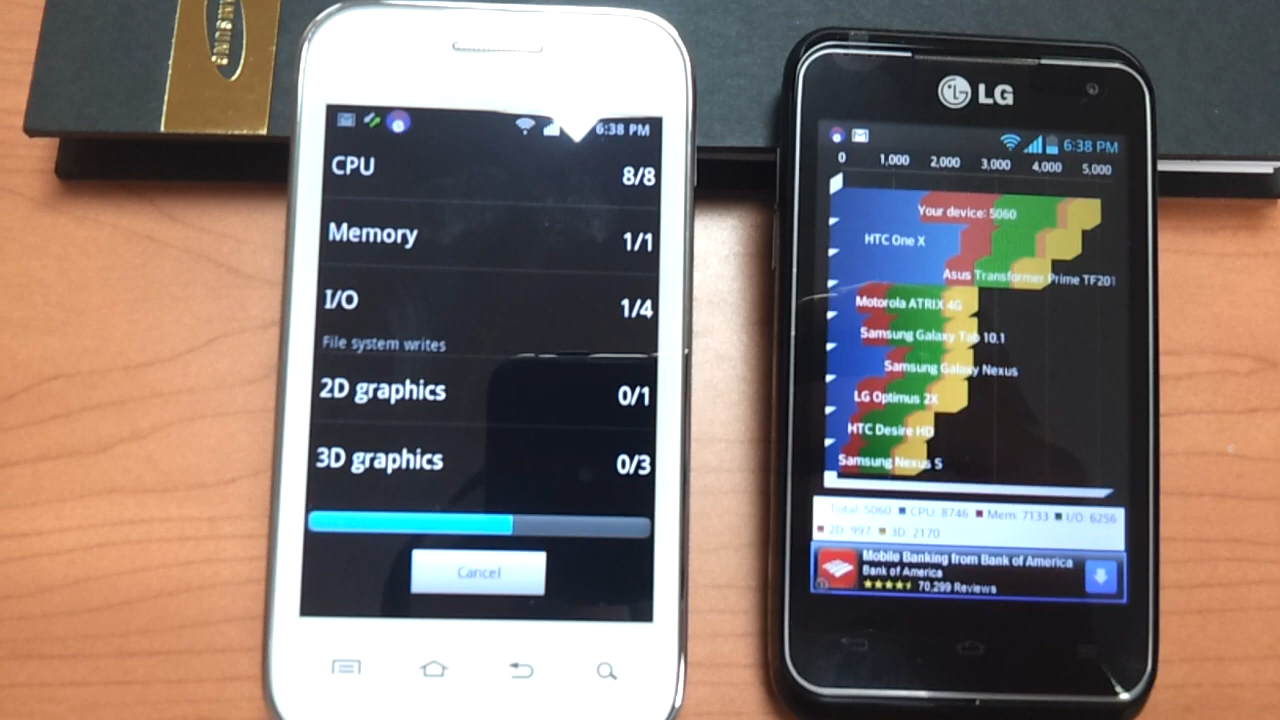 SAMSUNG
6:38 PM
CPU
8/8
Memory
1/1
I/O
1/4
File system writes
2D graphics
0/1
3D graphics
0/3
Cancel
LG
6:38 PM
0 1,000 2,000 3,000 4,000 5,000
Your device: 5060
HTC One X
Asus Transformer Prime TF201
Motorola ATRIX 4G
Samsung Galaxy Tab 10.1
Samsung Galaxy Nexus
LG Optimus 2X
HTC Desire HD
Samsung Nexus S
Total: 5060 CPU: 8746 Mem: 7133 I/O: 6256
2D: 997 3D: 2170
Mobile Banking from Bank of America
Bank of America
70,299 Reviews